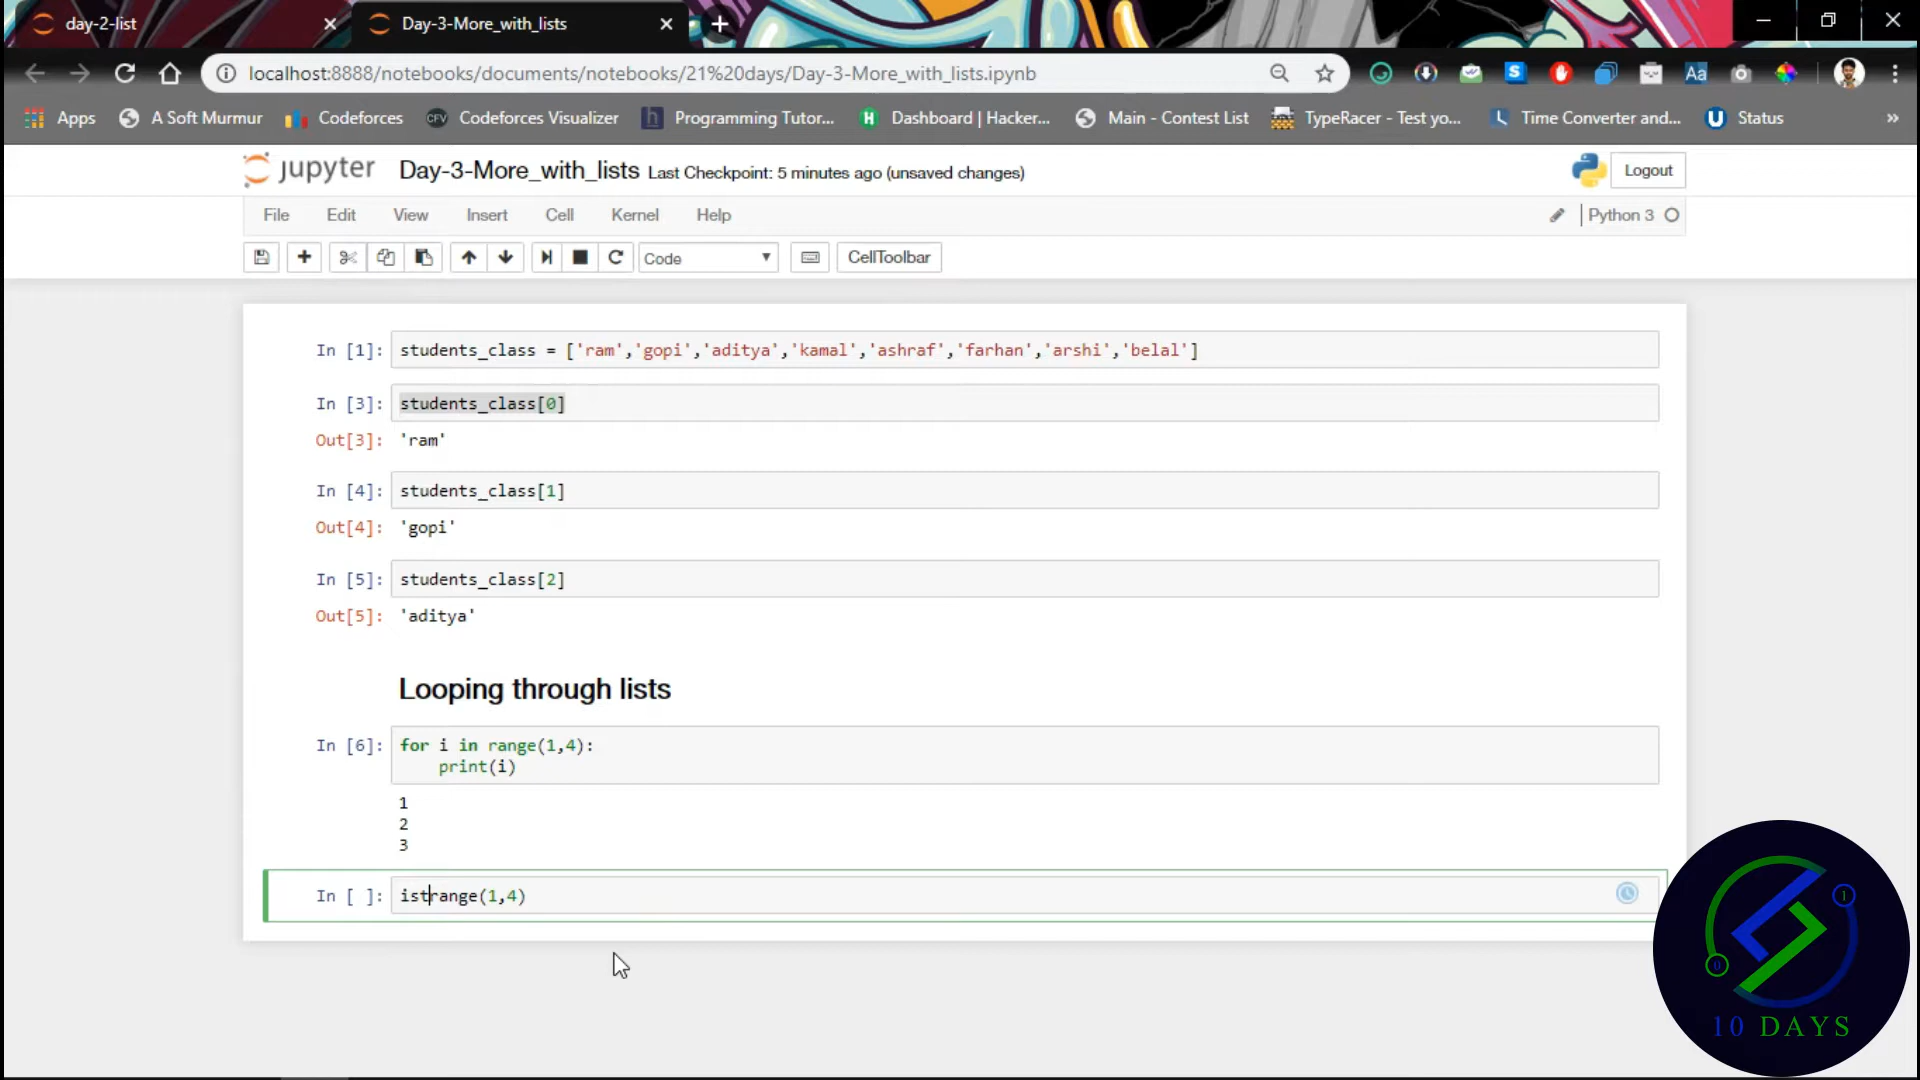 day-2-list
Day-3-More_with_lists
localhost:8888/notebooks/documents/notebooks/21%20days/Day-3-More_with_lists.ipynb
Apps
A Soft Murmur
Codeforces
CFV Codeforces Visualizer
h Programming Tutor...
H Dashboard | Hacker...
Main - Contest List
TypeRacer - Test yo...
L Time Converter and...
U Status
»
jupyter Day-3-More_with_lists Last Checkpoint: 5 minutes ago (unsaved changes)
Logout
File Edit View Insert Cell Kernel Help
Python 3
Code
CellToolbar
In [1]: students_class = ['ram','gopi','aditya','kamal','ashraf','farhan','arshi','belal']
In [3]: students_class[0]
Out[3]: 'ram'
In [4]: students_class[1]
Out[4]: 'gopi'
In [5]: students_class[2]
Out[5]: 'aditya'
Looping through lists
In [6]: for i in range(1,4):
print(i)
1
2
3
In [ ]: istrange(1,4)
1
0
10 DAYS